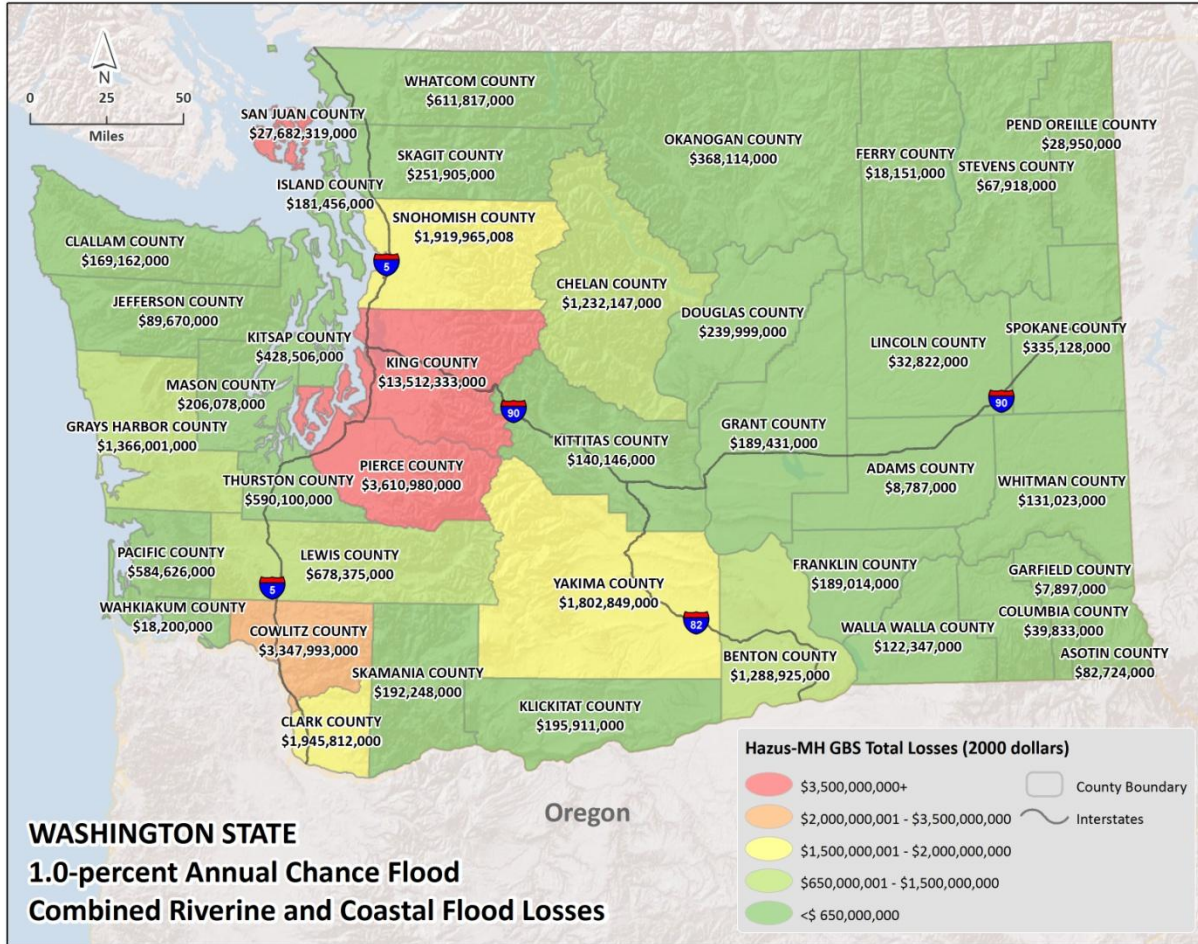 N
0 25 50
Miles
WHATCOM COUNTY
$611,817,000
SAN JUAN COUNTY
$27,682,319,000
SKAGIT COUNTY
$251,905,000
ISLAND COUNTY
$181,456,000
OKANOGAN COUNTY
$368,114,000
FERRY COUNTY
$18,151,000
PEND OREILLE COUNTY
$28,950,000
STEVENS COUNTY
$67,918,000
SNOHOMISH COUNTY
$1,919,965,008
5
CLALLAM COUNTY
$169,162,000
JEFFERSON COUNTY
$89,670,000
CHELAN COUNTY
$1,232,147,000
DOUGLAS COUNTY
$239,999,000
KITSAP COUNTY
$428,506,000
KING COUNTY
$13,512,333,000
LINCOLN COUNTY
$32,822,000
SPOKANE COUNTY
$335,128,000
MASON COUNTY
$206,078,000
90
90
GRAYS HARBOR COUNTY
$1,366,001,000
KITTITAS COUNTY
$140,146,000
GRANT COUNTY
$189,431,000
PIERCE COUNTY
$3,610,980,000
THURSTON COUNTY
$590,100,000
ADAMS COUNTY
$8,787,000
WHITMAN COUNTY
$131,023,000
PACIFIC COUNTY
$584,626,000
LEWIS COUNTY
$678,375,000
5
YAKIMA COUNTY
$1,802,849,000
82
FRANKLIN COUNTY
$189,014,000
GARFIELD COUNTY
$7,897,000
WAHKIAKUM COUNTY
$18,200,000
COWLITZ COUNTY
$3,347,993,000
COLUMBIA COUNTY
$39,833,000
WALLA WALLA COUNTY
$122,347,000
ASOTIN COUNTY
$82,724,000
BENTON COUNTY
$1,288,925,000
SKAMANIA COUNTY
$192,248,000
KLICKITAT COUNTY
$195,911,000
CLARK COUNTY
$1,945,812,000
Oregon
WASHINGTON STATE
1.0-percent Annual Chance Flood
Combined Riverine and Coastal Flood Losses
Hazus-MH GBS Total Losses (2000 dollars)
$3,500,000,000+
$2,000,000,001 - $3,500,000,000
$1,500,000,001 - $2,000,000,000
$650,000,001 - $1,500,000,000
<$ 650,000,000
County Boundary
Interstates